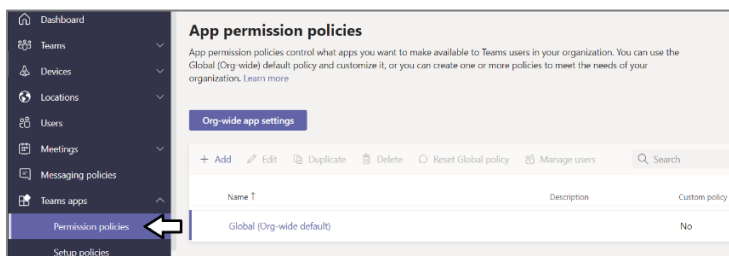 Dashboard
Teams
Devices
Locations
Users
Meetings
Messaging policies
Teams apps
Permission policies
Setup policies
App permission policies
App permission policies control what apps you want to make available to Teams users in your organization. You can use the
Global (Org-wide) default policy and customize it, or you can create one or more policies to meet the needs of your
organization. Learn more
Org-wide app settings
+ Add Edit Duplicate Delete Reset Global policy Manage users Search
Name ↑ Description Custom policy
Global (Org-wide default) No